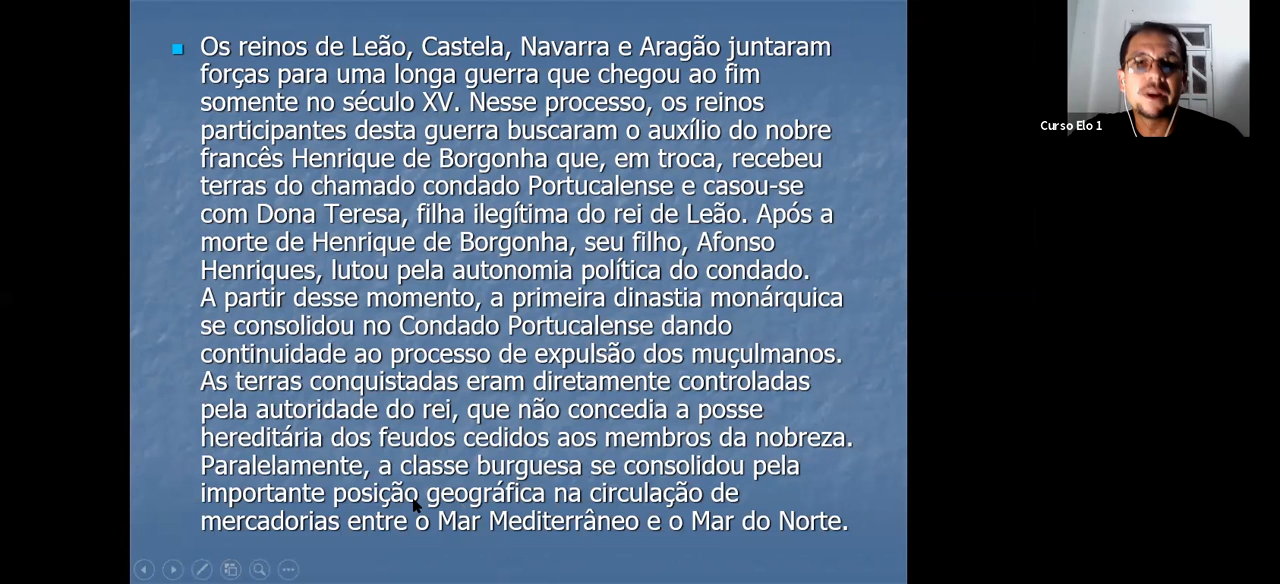 Os reinos de Leão, Castela, Navarra e Aragão juntaram
forças para uma longa guerra que chegou ao fim
somente no século XV. Nesse processo, os reinos
participantes desta guerra buscaram o auxílio do nobre
francês Henrique de Borgonha que, em troca, recebeu
terras do chamado condado Portucalense e casou-se
com Dona Teresa, filha ilegítima do rei de Leão. Após a
morte de Henrique de Borgonha, seu filho, Afonso
Henriques, lutou pela autonomia política do condado.
A partir desse momento, a primeira dinastia monárquica
se consolidou no Condado Portucalense dando
continuidade ao processo de expulsão dos muçulmanos.
As terras conquistadas eram diretamente controladas
pela autoridade do rei, que não concedia a posse
hereditária dos feudos cedidos aos membros da nobreza.
Paralelamente, a classe burguesa se consolidou pela
importante posição geográfica na circulação de
mercadorias entre o Mar Mediterrâneo e o Mar do Norte.
Curso Elo 1